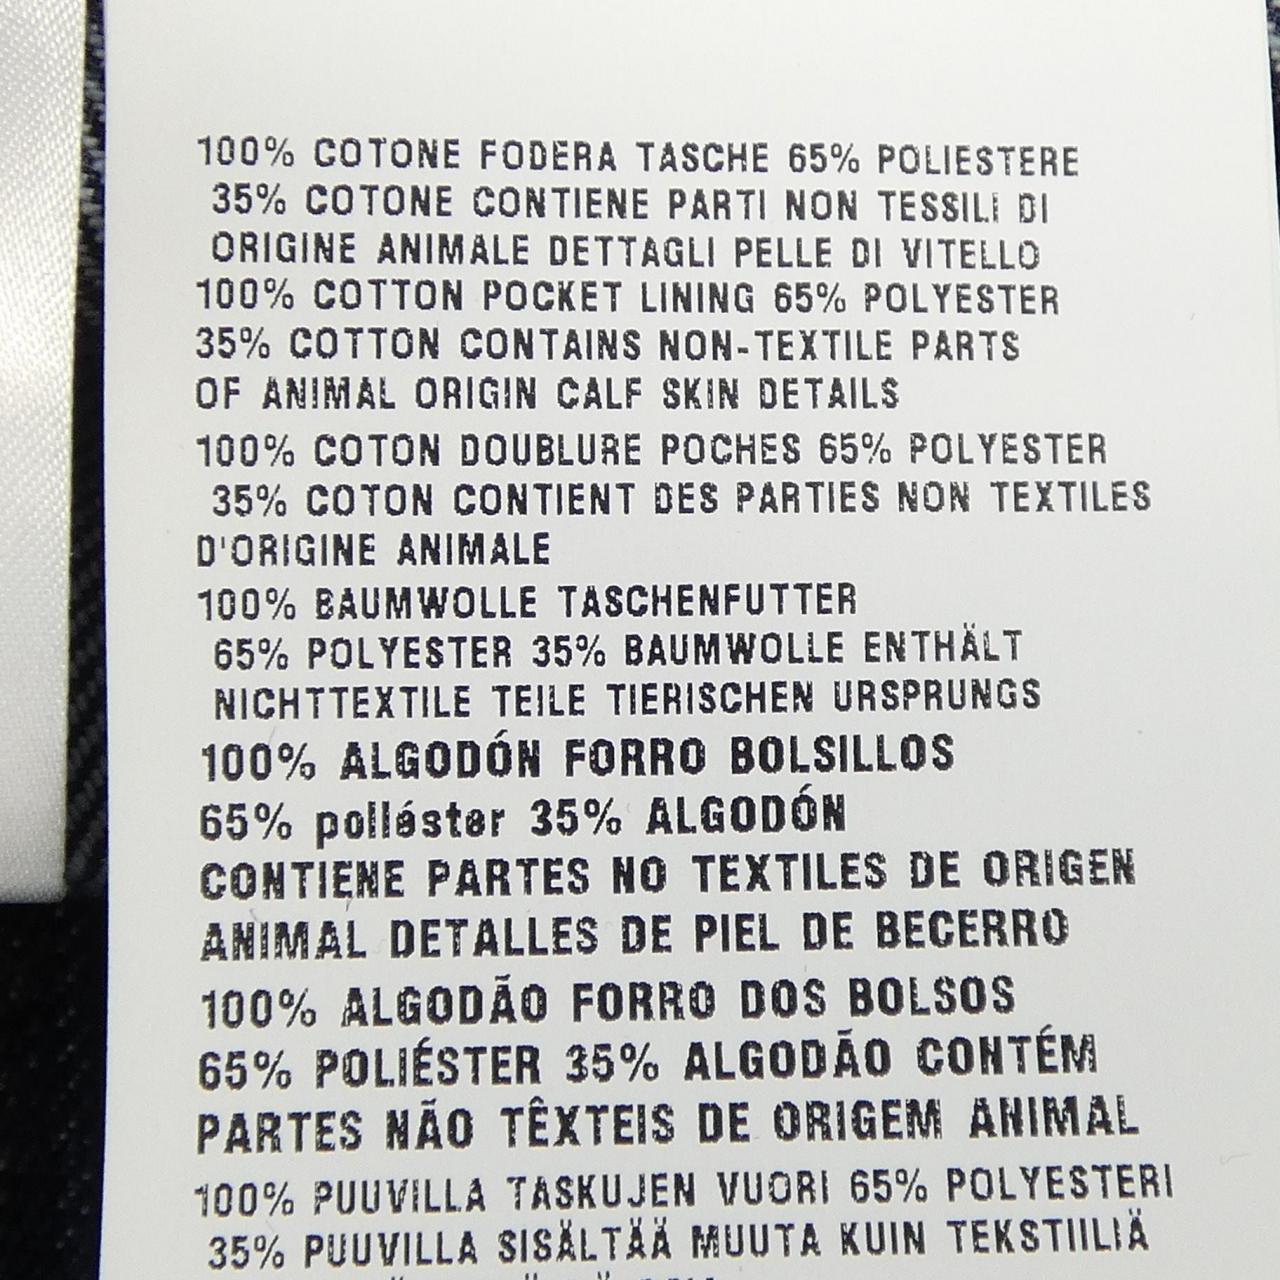 100% COTONE FODERA TASCHE 65% POLIESTERE
35% COTONE CONTIENE PARTI NON TESSILI DI
ORIGINE ANIMALE DETTAGLI PELLE DI VITELLO
100% COTTON POCKET LINING 65% POLYESTER
35% COTTON CONTAINS NON-TEXTILE PARTS
OF ANIMAL ORIGIN CALF SKIN DETAILS
100% COTON DOUBLURE POCHES 65% POLYESTER
35% COTON CONTIENT DES PARTIES NON TEXTILES
D'ORIGINE ANIMALE
100% BAUMWOLLE TASCHENFUTTER
65% POLYESTER 35% BAUMWOLLE ENTHÄLT
NICHTTEXTILE TEILE TIERISCHEN URSPRUNGS
100% ALGODÓN FORRO BOLSILLOS
65% poliéster 35% ALGODÓN
CONTIENE PARTES NO TEXTILES DE ORIGEN
ANIMAL DETALLES DE PIEL DE BECERRO
100% ALGODÃO FORRO DOS BOLSOS
65% POLIÉSTER 35% ALGODÃO CONTÉM
PARTES NÃO TÊXTEIS DE ORIGEM ANIMAL
100% PUUVILLA TASKUJEN VUORI 65% POLYESTERI
35% PUUVILLA SISÄLTÄÄ MUUTA KUIN TEKSTIILIÄ